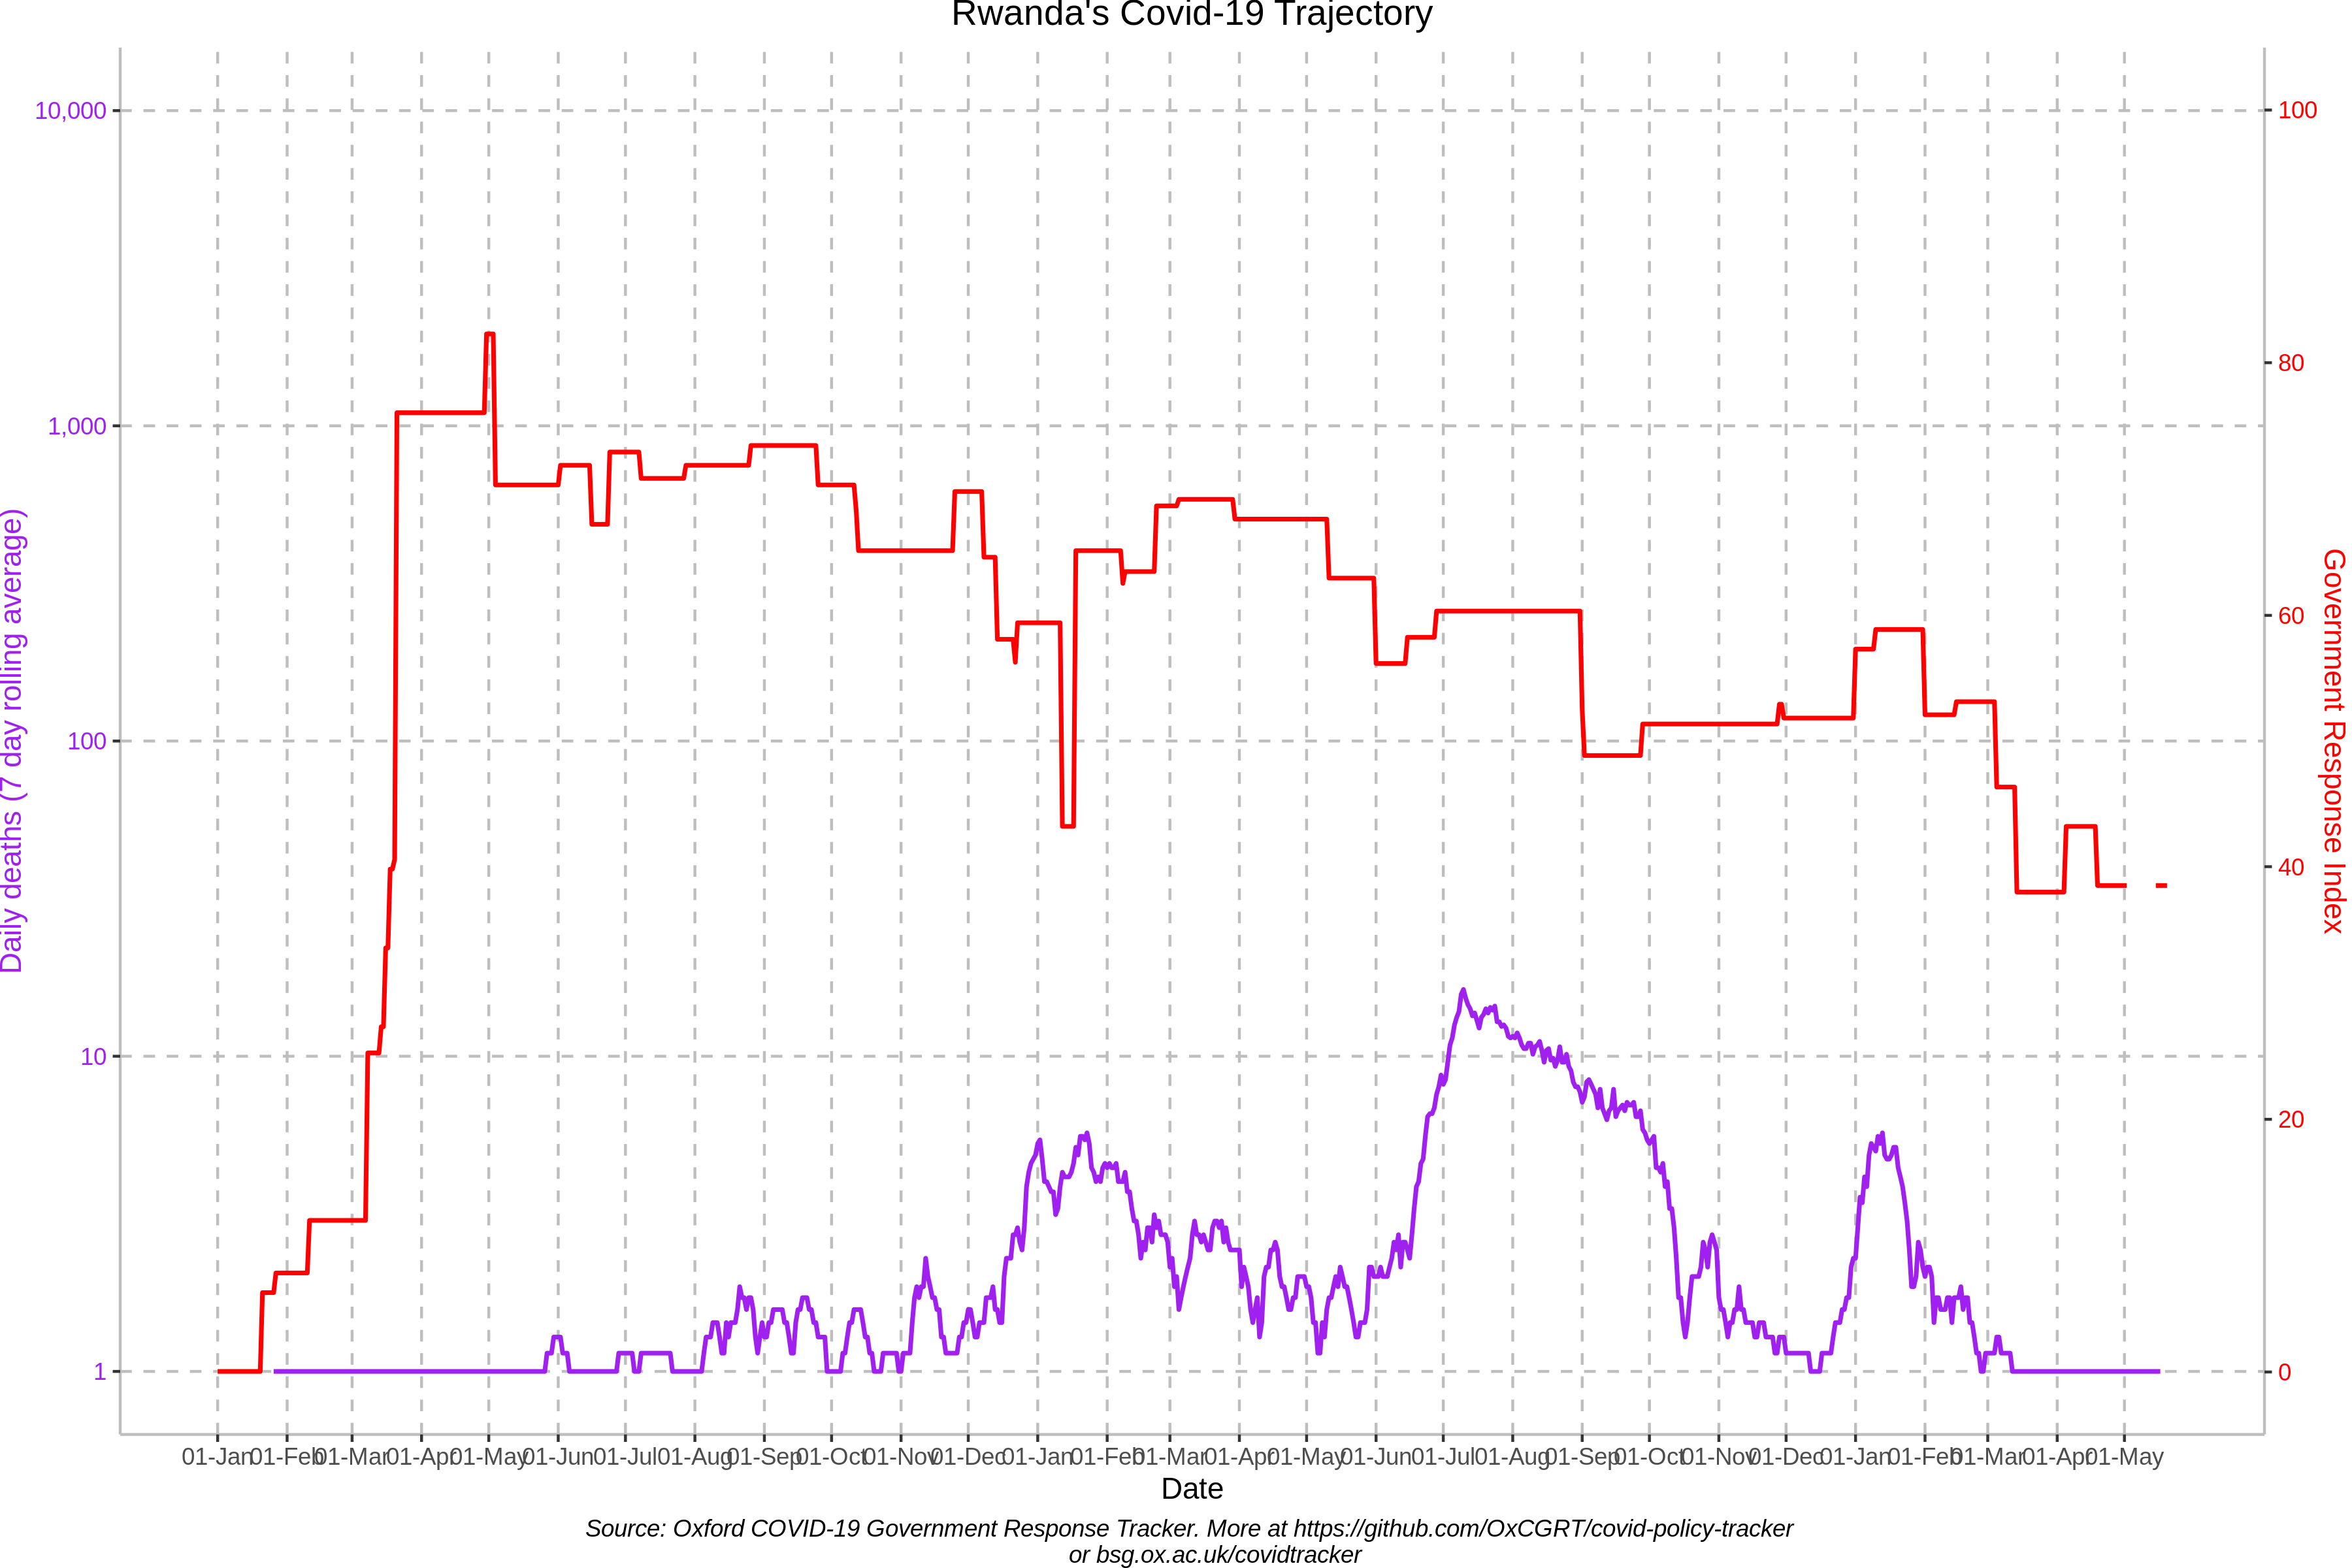 Rwanda's Covid-19 Trajectory
10,000
1,000
100
10
1
Daily deaths (7 day rolling average)
100
80
60
40
20
0
Government Response Index
01-Jan 01-Feb 01-Mar 01-Apr 01-May 01-Jun 01-Jul 01-Aug 01-Sep 01-Oct 01-Nov 01-Dec 01-Jan 01-Feb 01-Mar 01-Apr 01-May 01-Jun 01-Jul 01-Aug 01-Sep 01-Oct 01-Nov 01-Dec 01-Jan 01-Feb 01-Mar 01-Apr 01-May
Date
Source: Oxford COVID-19 Government Response Tracker. More at https://github.com/OxCGRT/covid-policy-tracker
or bsg.ox.ac.uk/covidtracker